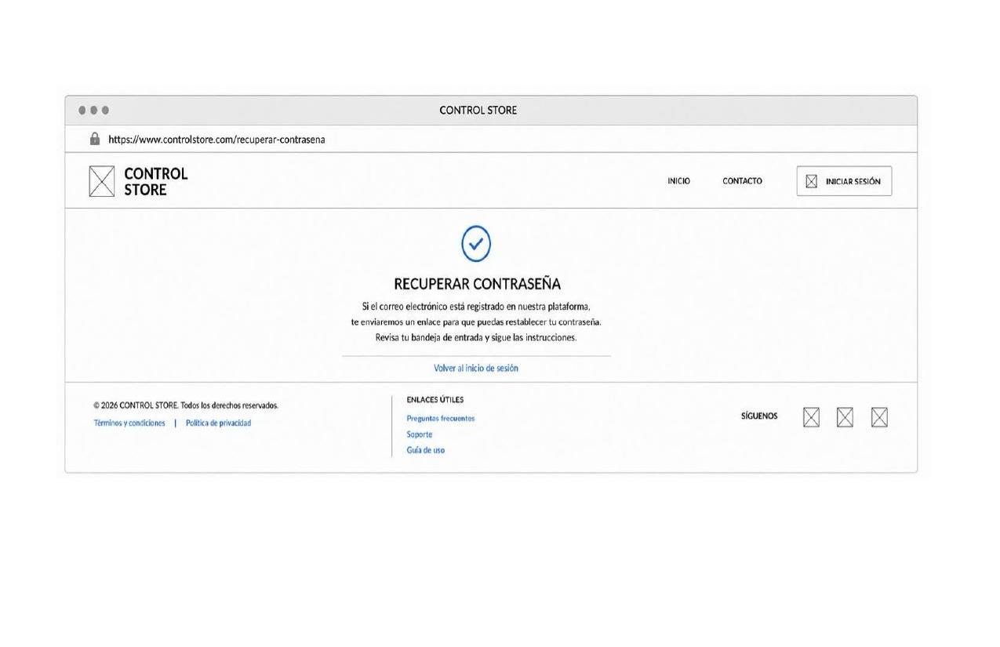 CONTROL STORE
https://www.controlstore.com/recuperar-contrasena
CONTROL
STORE
INICIO
CONTACTO
INICIAR SESIÓN
RECUPERAR CONTRASEÑA
Si el correo electrónico está registrado en nuestra plataforma,
te enviaremos un enlace para que puedas restablecer tu contraseña.
Revisa tu bandeja de entrada y sigue las instrucciones.
Volver al inicio de sesión
© 2026 CONTROL STORE. Todos los derechos reservados.
Términos y condiciones | Política de privacidad
ENLACES ÚTILES
Preguntas frecuentes
Soporte
Guía de uso
SÍGUENOS